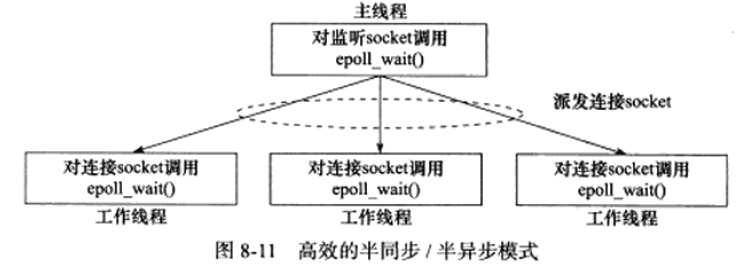 主线程
对监听socket调用
epoll_wait()
派发连接socket
对连接socket调用
epoll_wait()
工作线程
对连接socket调用
epoll_wait()
工作线程
对连接socket调用
epoll_wait()
工作线程
图 8-11 高效的半同步 / 半异步模式